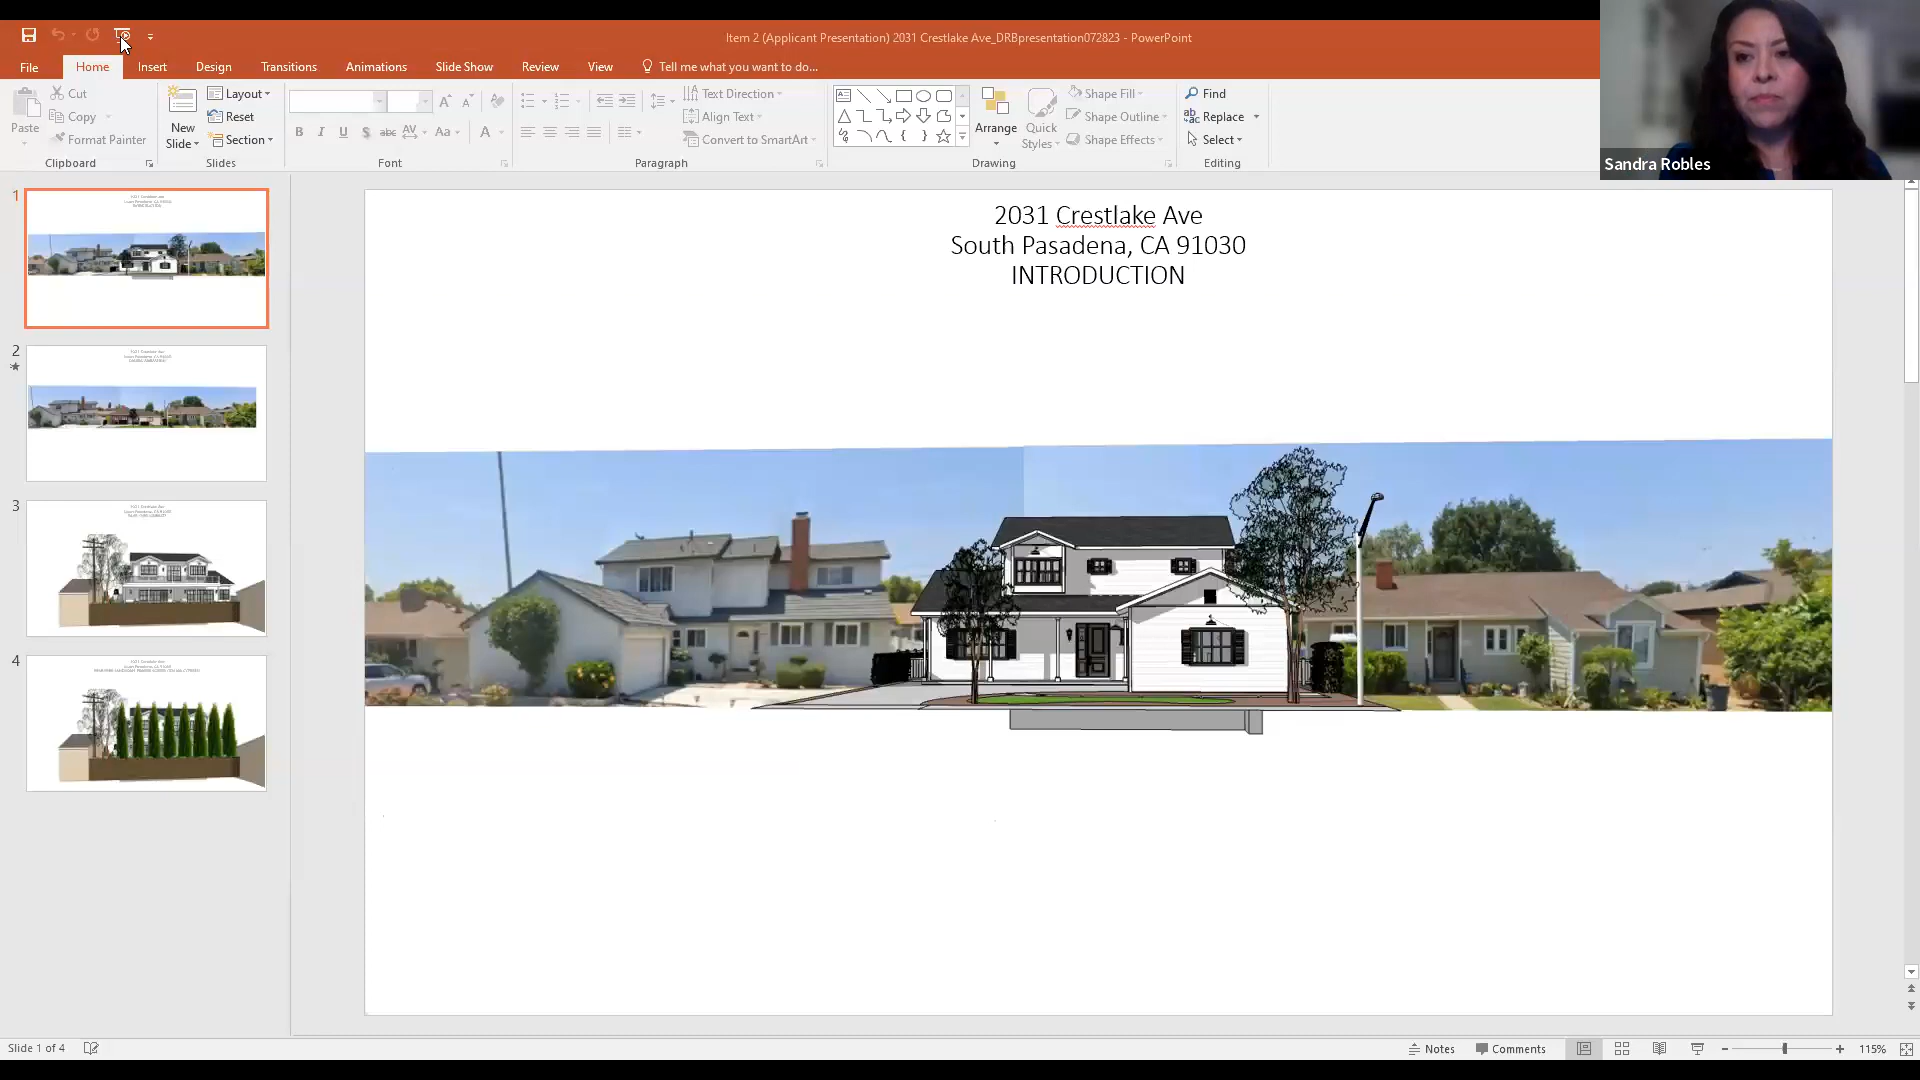 Item 2 (Applicant Presentation) 2031 Crestlake Ave_DRBpresentation072823 - PowerPoint
File Home Insert Design Transitions Animations Slide Show Review View Tell me what you want to do...
Paste Cut Copy Format Painter
Clipboard
New Slide Layout Reset Section
Slides
B I U S abc AV Aa A
Font
Text Direction Align Text Convert to SmartArt
Paragraph
Arrange Quick Styles Shape Fill Shape Outline Shape Effects
Drawing
Find Replace Select
Editing
Sandra Robles
1
2
3
4
2031 Crestlake Ave
South Pasadena, CA 91030
INTRODUCTION
Slide 1 of 4
Notes Comments 115%